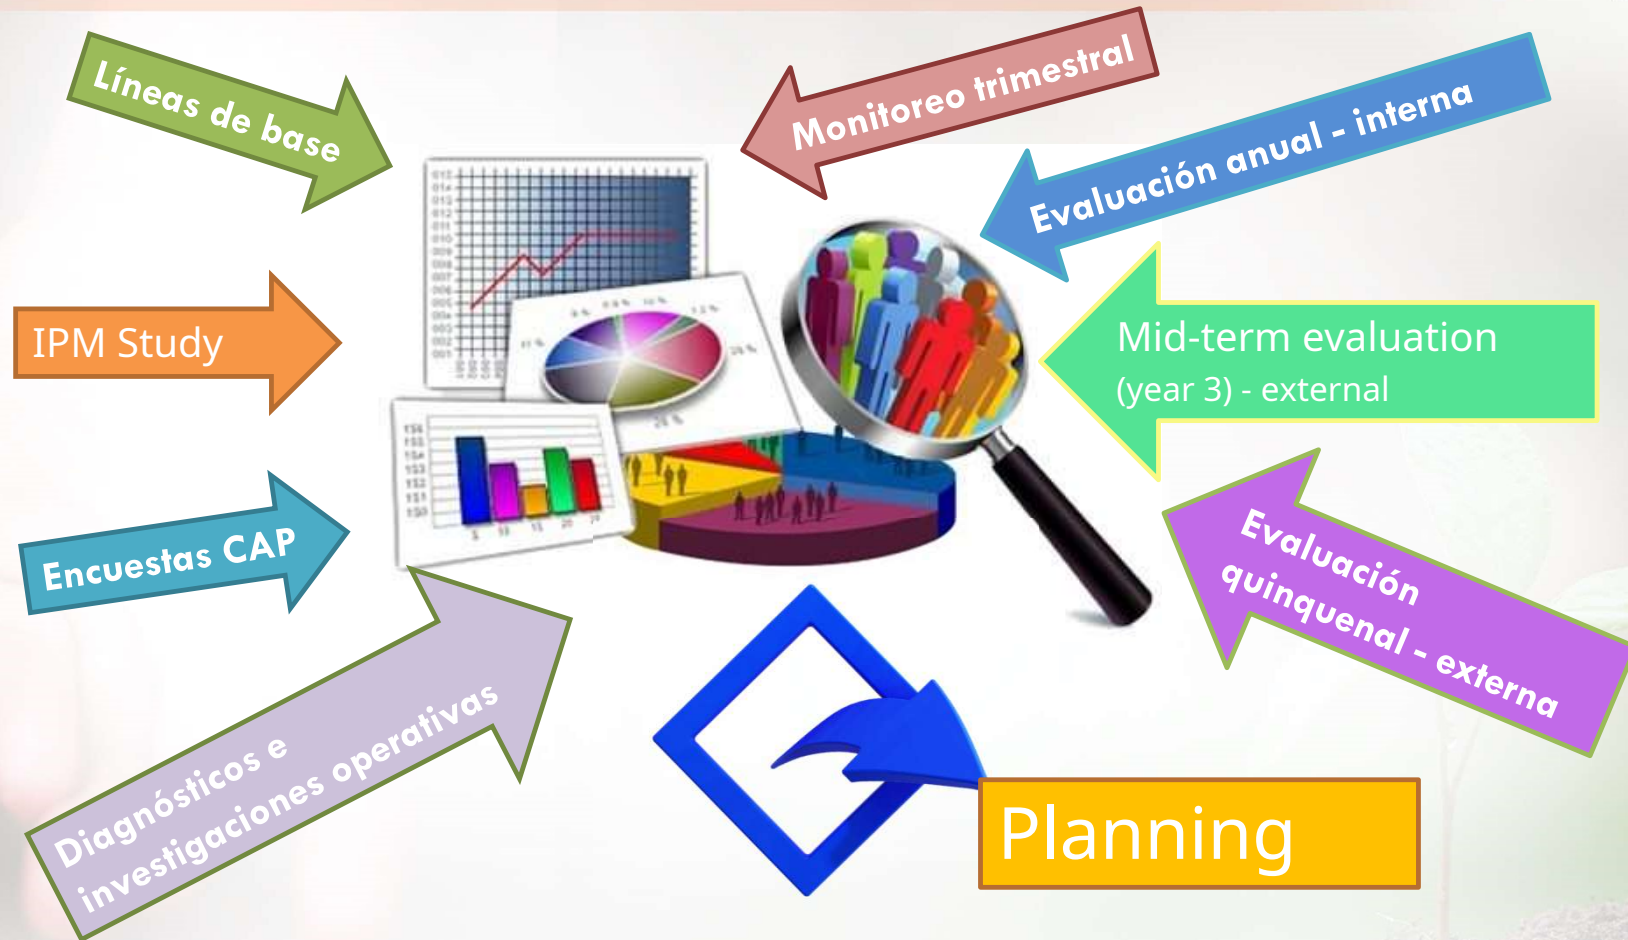 Líneas de base
Monitoreo trimestral
Evaluación anual - interna
IPM Study
Mid-term evaluation
(year 3) - external
Encuestas CAP
Evaluación
quinquenal - externa
Diagnósticos e
investigaciones operativas
Planning